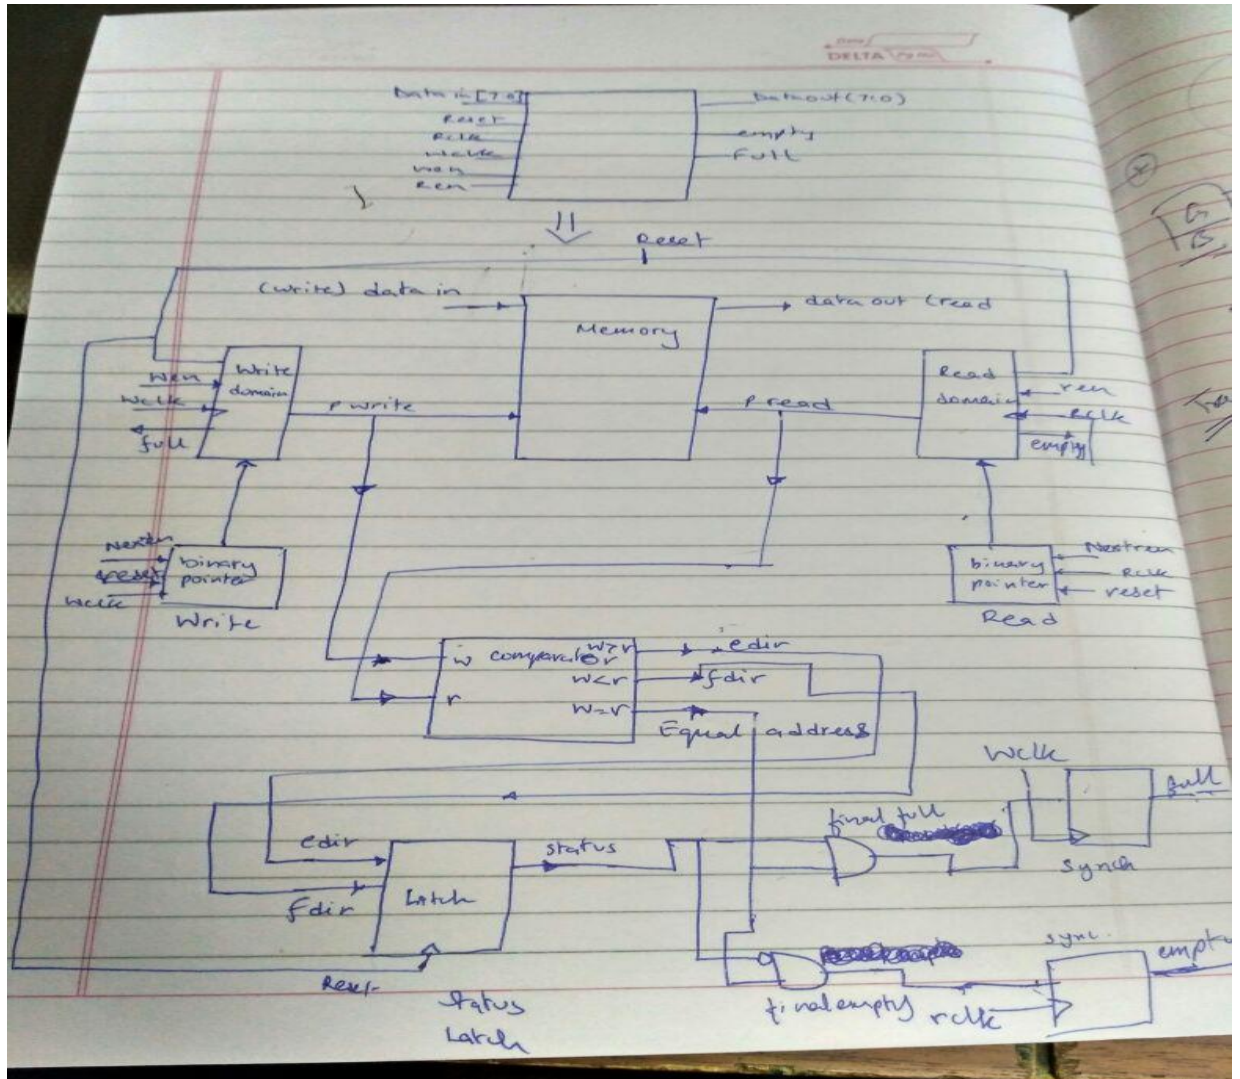 DELTA
Data in [7:0]
Data out (7:0)
Reset
Rclk
empty
Wclk
Full
Wen
Ren
Reset
(write) data in
data out (read
Memory
Write
domain
Read
domain
Wen
Wclk
full
P write
P read
ren
Rclk
empty
binary
pointer
reset
Wclk
Write
binary
pointer
Rclk
reset
Read
w comparator
w>r
w<r
w=r
r
edir
fdir
Equal address
Wclk
full
Synch
final full
edir
fdir
Latch
status
Reset
Status
Latch
final empty
rclk
sync.
empty